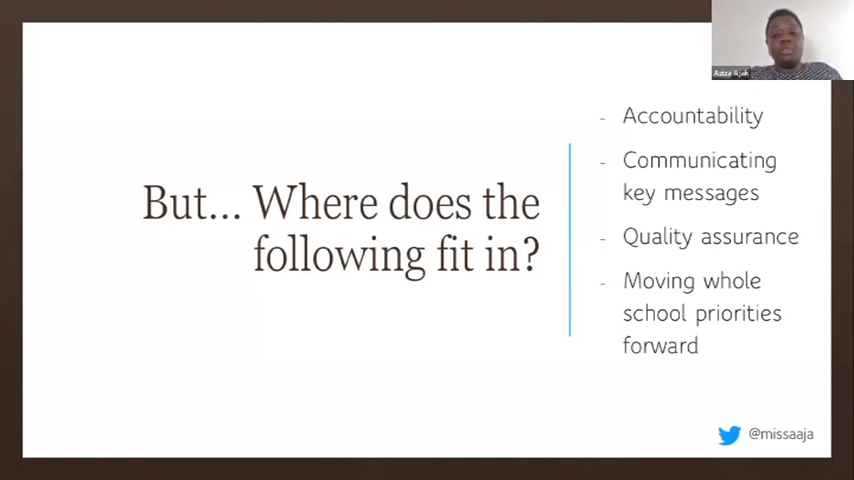 But... Where does the
following fit in?
- Accountability
- Communicating
key messages
- Quality assurance
- Moving whole
school priorities
forward
@missaaja